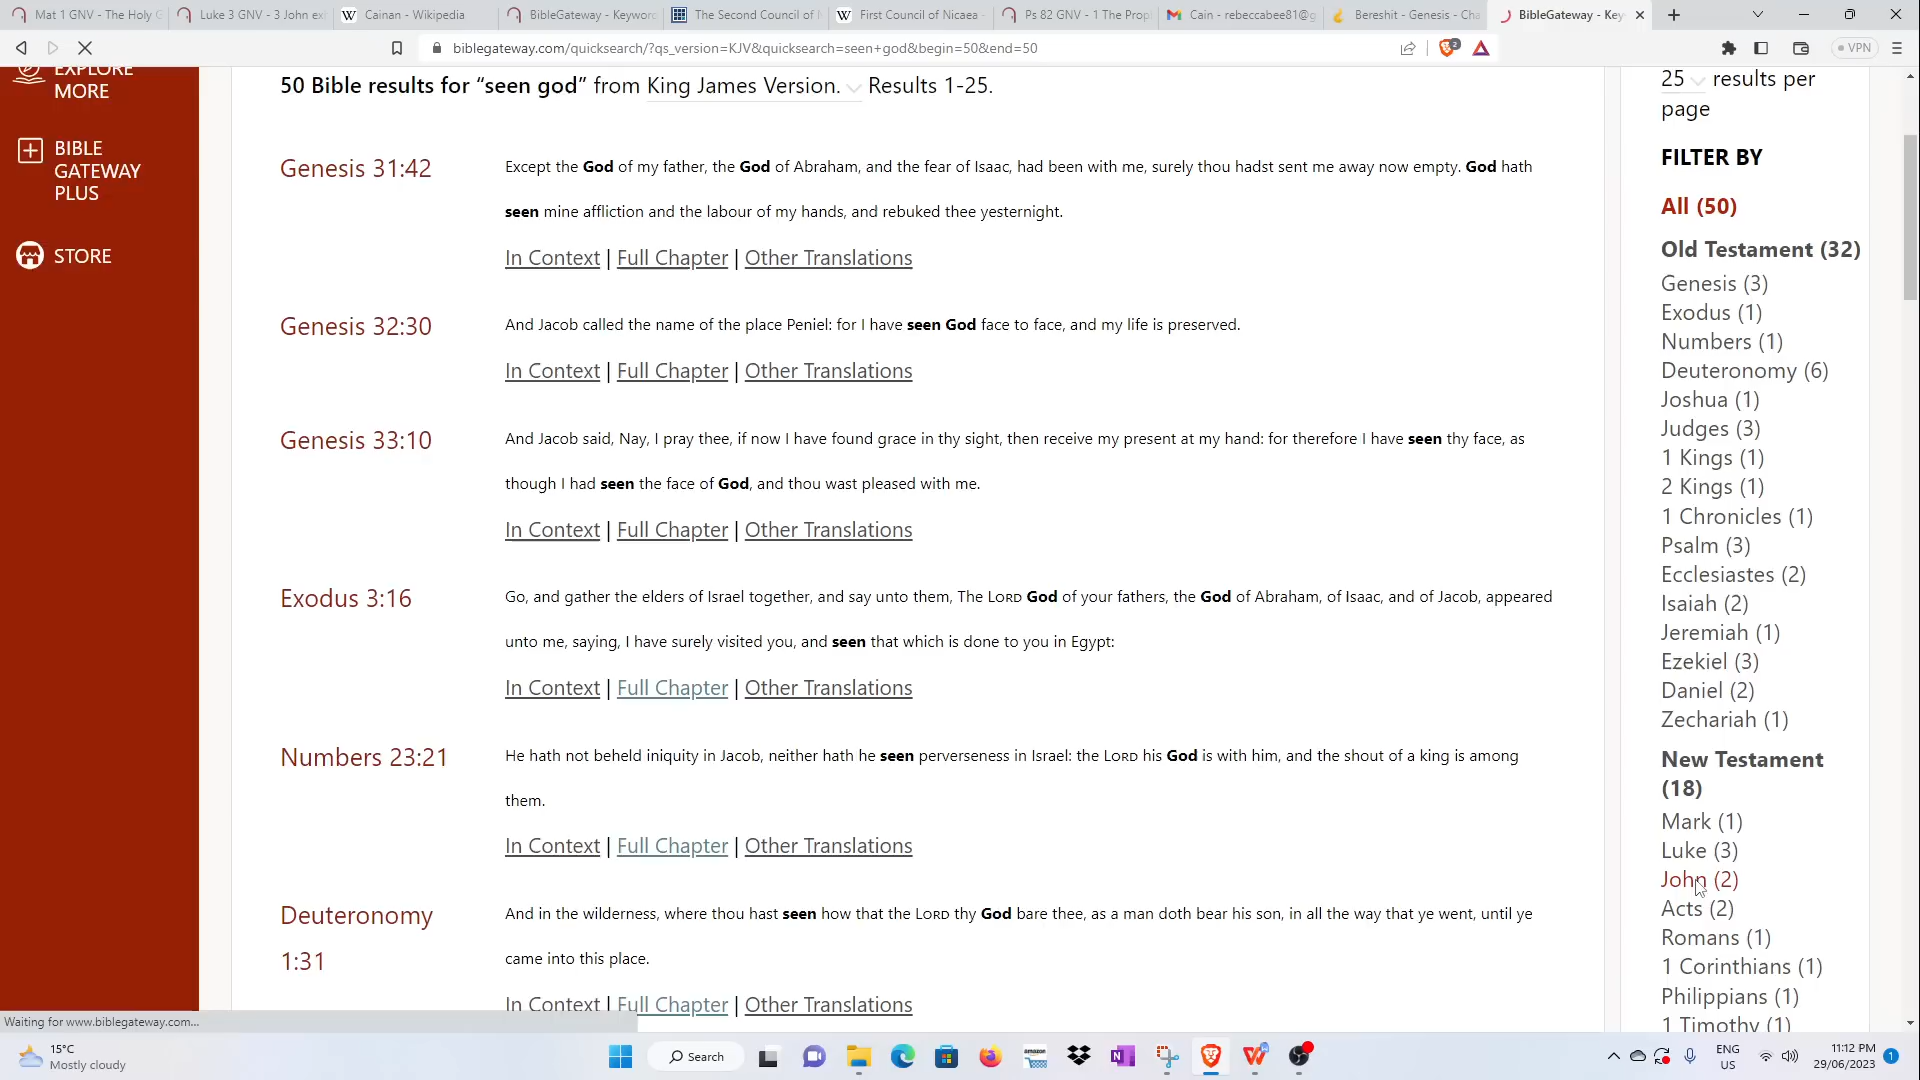 Mat 1 GNV - The Holy G
Luke 3 GNV - 3 John ex
Cainan - Wikipedia
BibleGateway - Keyword
The Second Council of
First Council of Nicaea -
Ps 82 GNV - 1 The Prop
Cain - rebeccabee81@g
Bereshit - Genesis - Cha
BibleGateway - Key
biblegateway.com/quicksearch/?qs_version=KJV&quicksearch=seen+god&begin=50&end=50
2
VPN
EXPLORE
MORE
BIBLE
GATEWAY
PLUS
STORE
50 Bible results for “seen god” from King James Version. Results 1-25.
Genesis 31:42
Except the God of my father, the God of Abraham, and the fear of Isaac, had been with me, surely thou hadst sent me away now empty. God hath
seen mine affliction and the labour of my hands, and rebuked thee yesternight.
In Context | Full Chapter | Other Translations
Genesis 32:30
And Jacob called the name of the place Peniel: for I have seen God face to face, and my life is preserved.
In Context | Full Chapter | Other Translations
Genesis 33:10
And Jacob said, Nay, I pray thee, if now I have found grace in thy sight, then receive my present at my hand: for therefore I have seen thy face, as
though I had seen the face of God, and thou wast pleased with me.
In Context | Full Chapter | Other Translations
Exodus 3:16
Go, and gather the elders of Israel together, and say unto them, The LORD God of your fathers, the God of Abraham, of Isaac, and of Jacob, appeared
unto me, saying, I have surely visited you, and seen that which is done to you in Egypt:
In Context | Full Chapter | Other Translations
Numbers 23:21
He hath not beheld iniquity in Jacob, neither hath he seen perverseness in Israel: the LORD his God is with him, and the shout of a king is among
them.
In Context | Full Chapter | Other Translations
Deuteronomy
1:31
And in the wilderness, where thou hast seen how that the LORD thy God bare thee, as a man doth bear his son, in all the way that ye went, until ye
came into this place.
In Context | Full Chapter | Other Translations
25 results per
page
FILTER BY
All (50)
Old Testament (32)
Genesis (3)
Exodus (1)
Numbers (1)
Deuteronomy (6)
Joshua (1)
Judges (3)
1 Kings (1)
2 Kings (1)
1 Chronicles (1)
Psalm (3)
Ecclesiastes (2)
Isaiah (2)
Jeremiah (1)
Ezekiel (3)
Daniel (2)
Zechariah (1)
New Testament
(18)
Mark (1)
Luke (3)
John (2)
Acts (2)
Romans (1)
1 Corinthians (1)
Philippians (1)
1 Timothy (1)
Waiting for www.biblegateway.com...
15°C
Mostly cloudy
Search
amazon
ENG
US
11:12 PM
29/06/2023
1